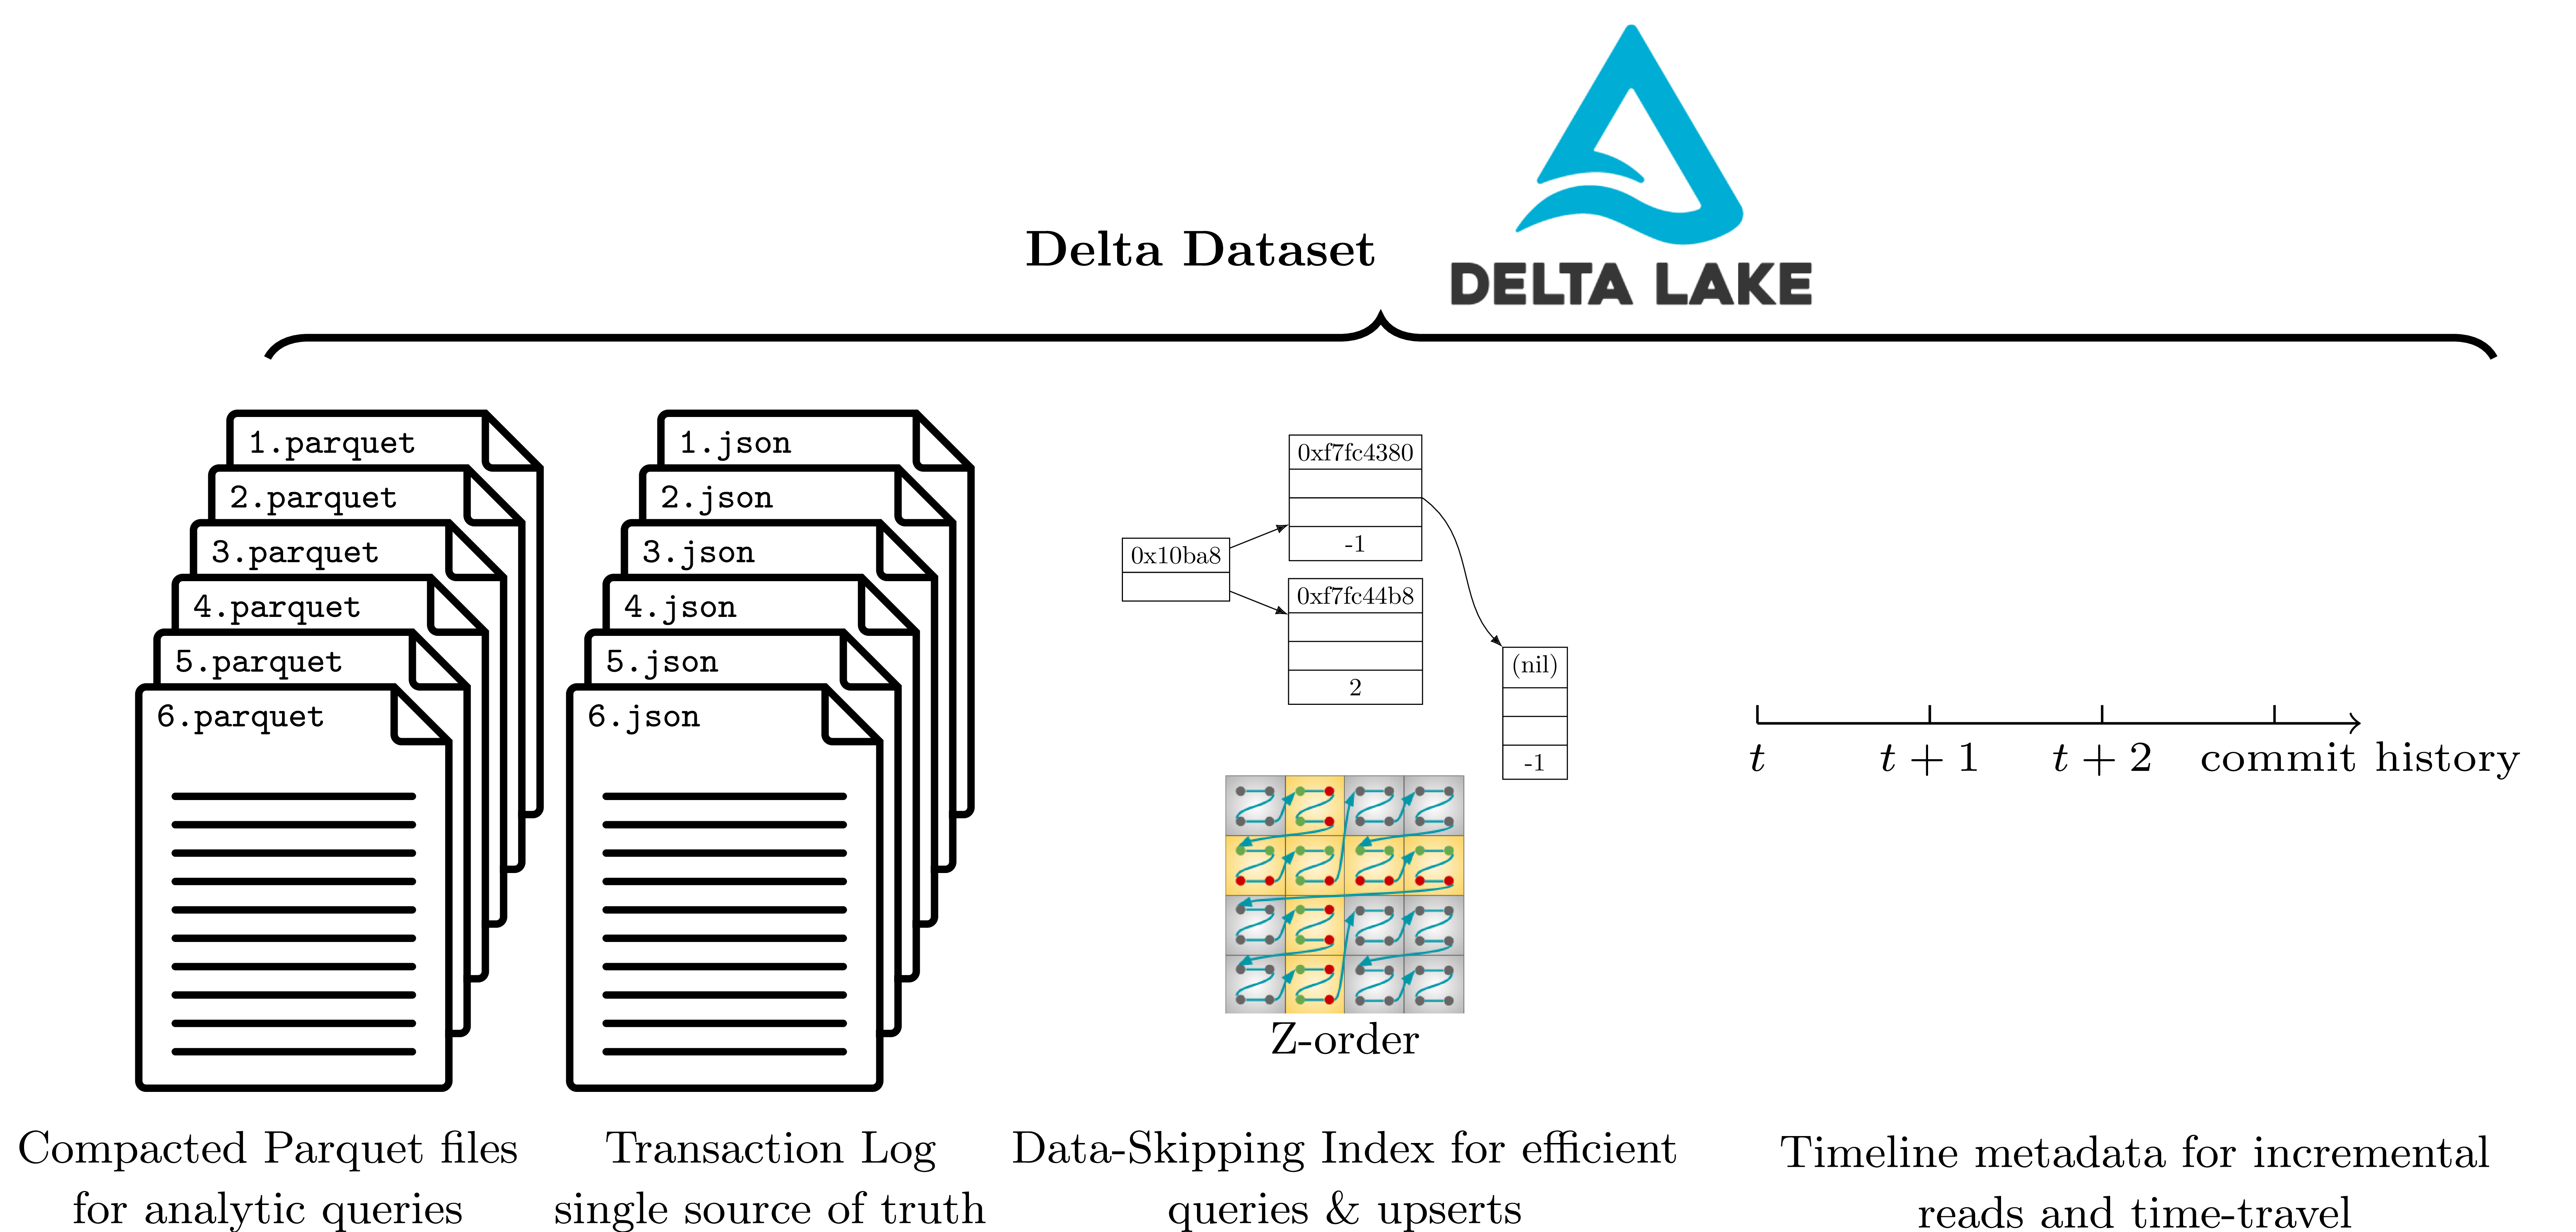 Delta Dataset
DELTA LAKE
1.parquet
2.parquet
3.parquet
4.parquet
5.parquet
6.parquet
1.json
2.json
3.json
4.json
5.json
6.json
0xf7fc4380
-1
0x10ba8
0xf7fc44b8
2
(nil)
-1
Z-order
t
t + 1
t + 2
commit history
Compacted Parquet files
for analytic queries
Transaction Log
single source of truth
Data-Skipping Index for efficient
queries & upserts
Timeline metadata for incremental
reads and time-travel